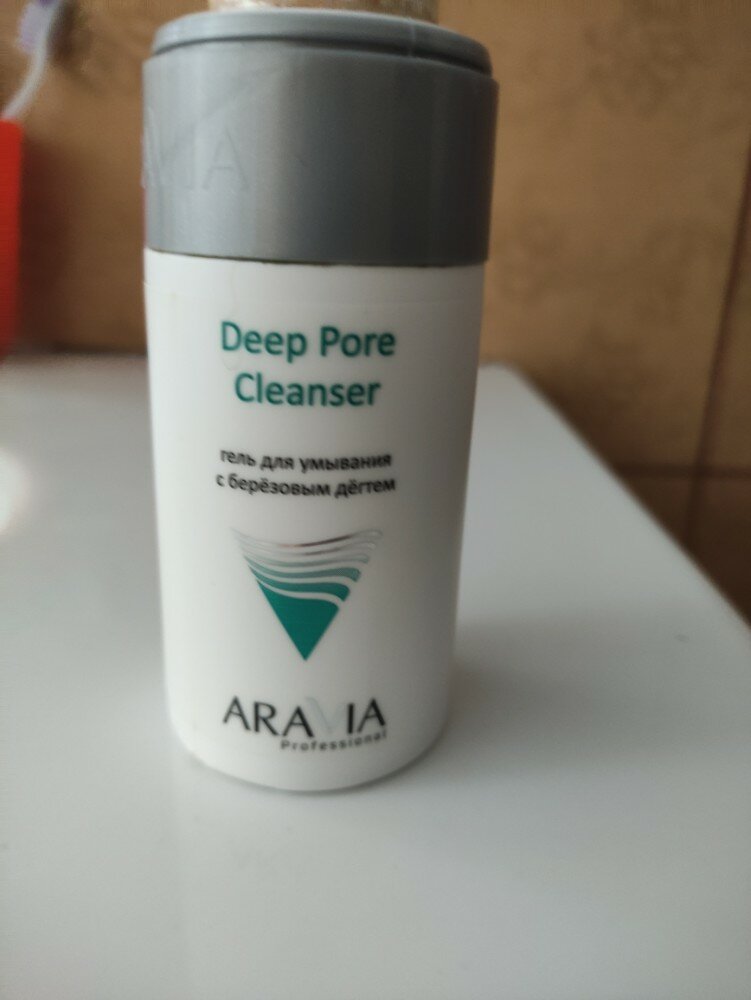 Deep Pore
Cleanser
гель для умывания
с берёзовым дёгтем
ARAVIA
Professional